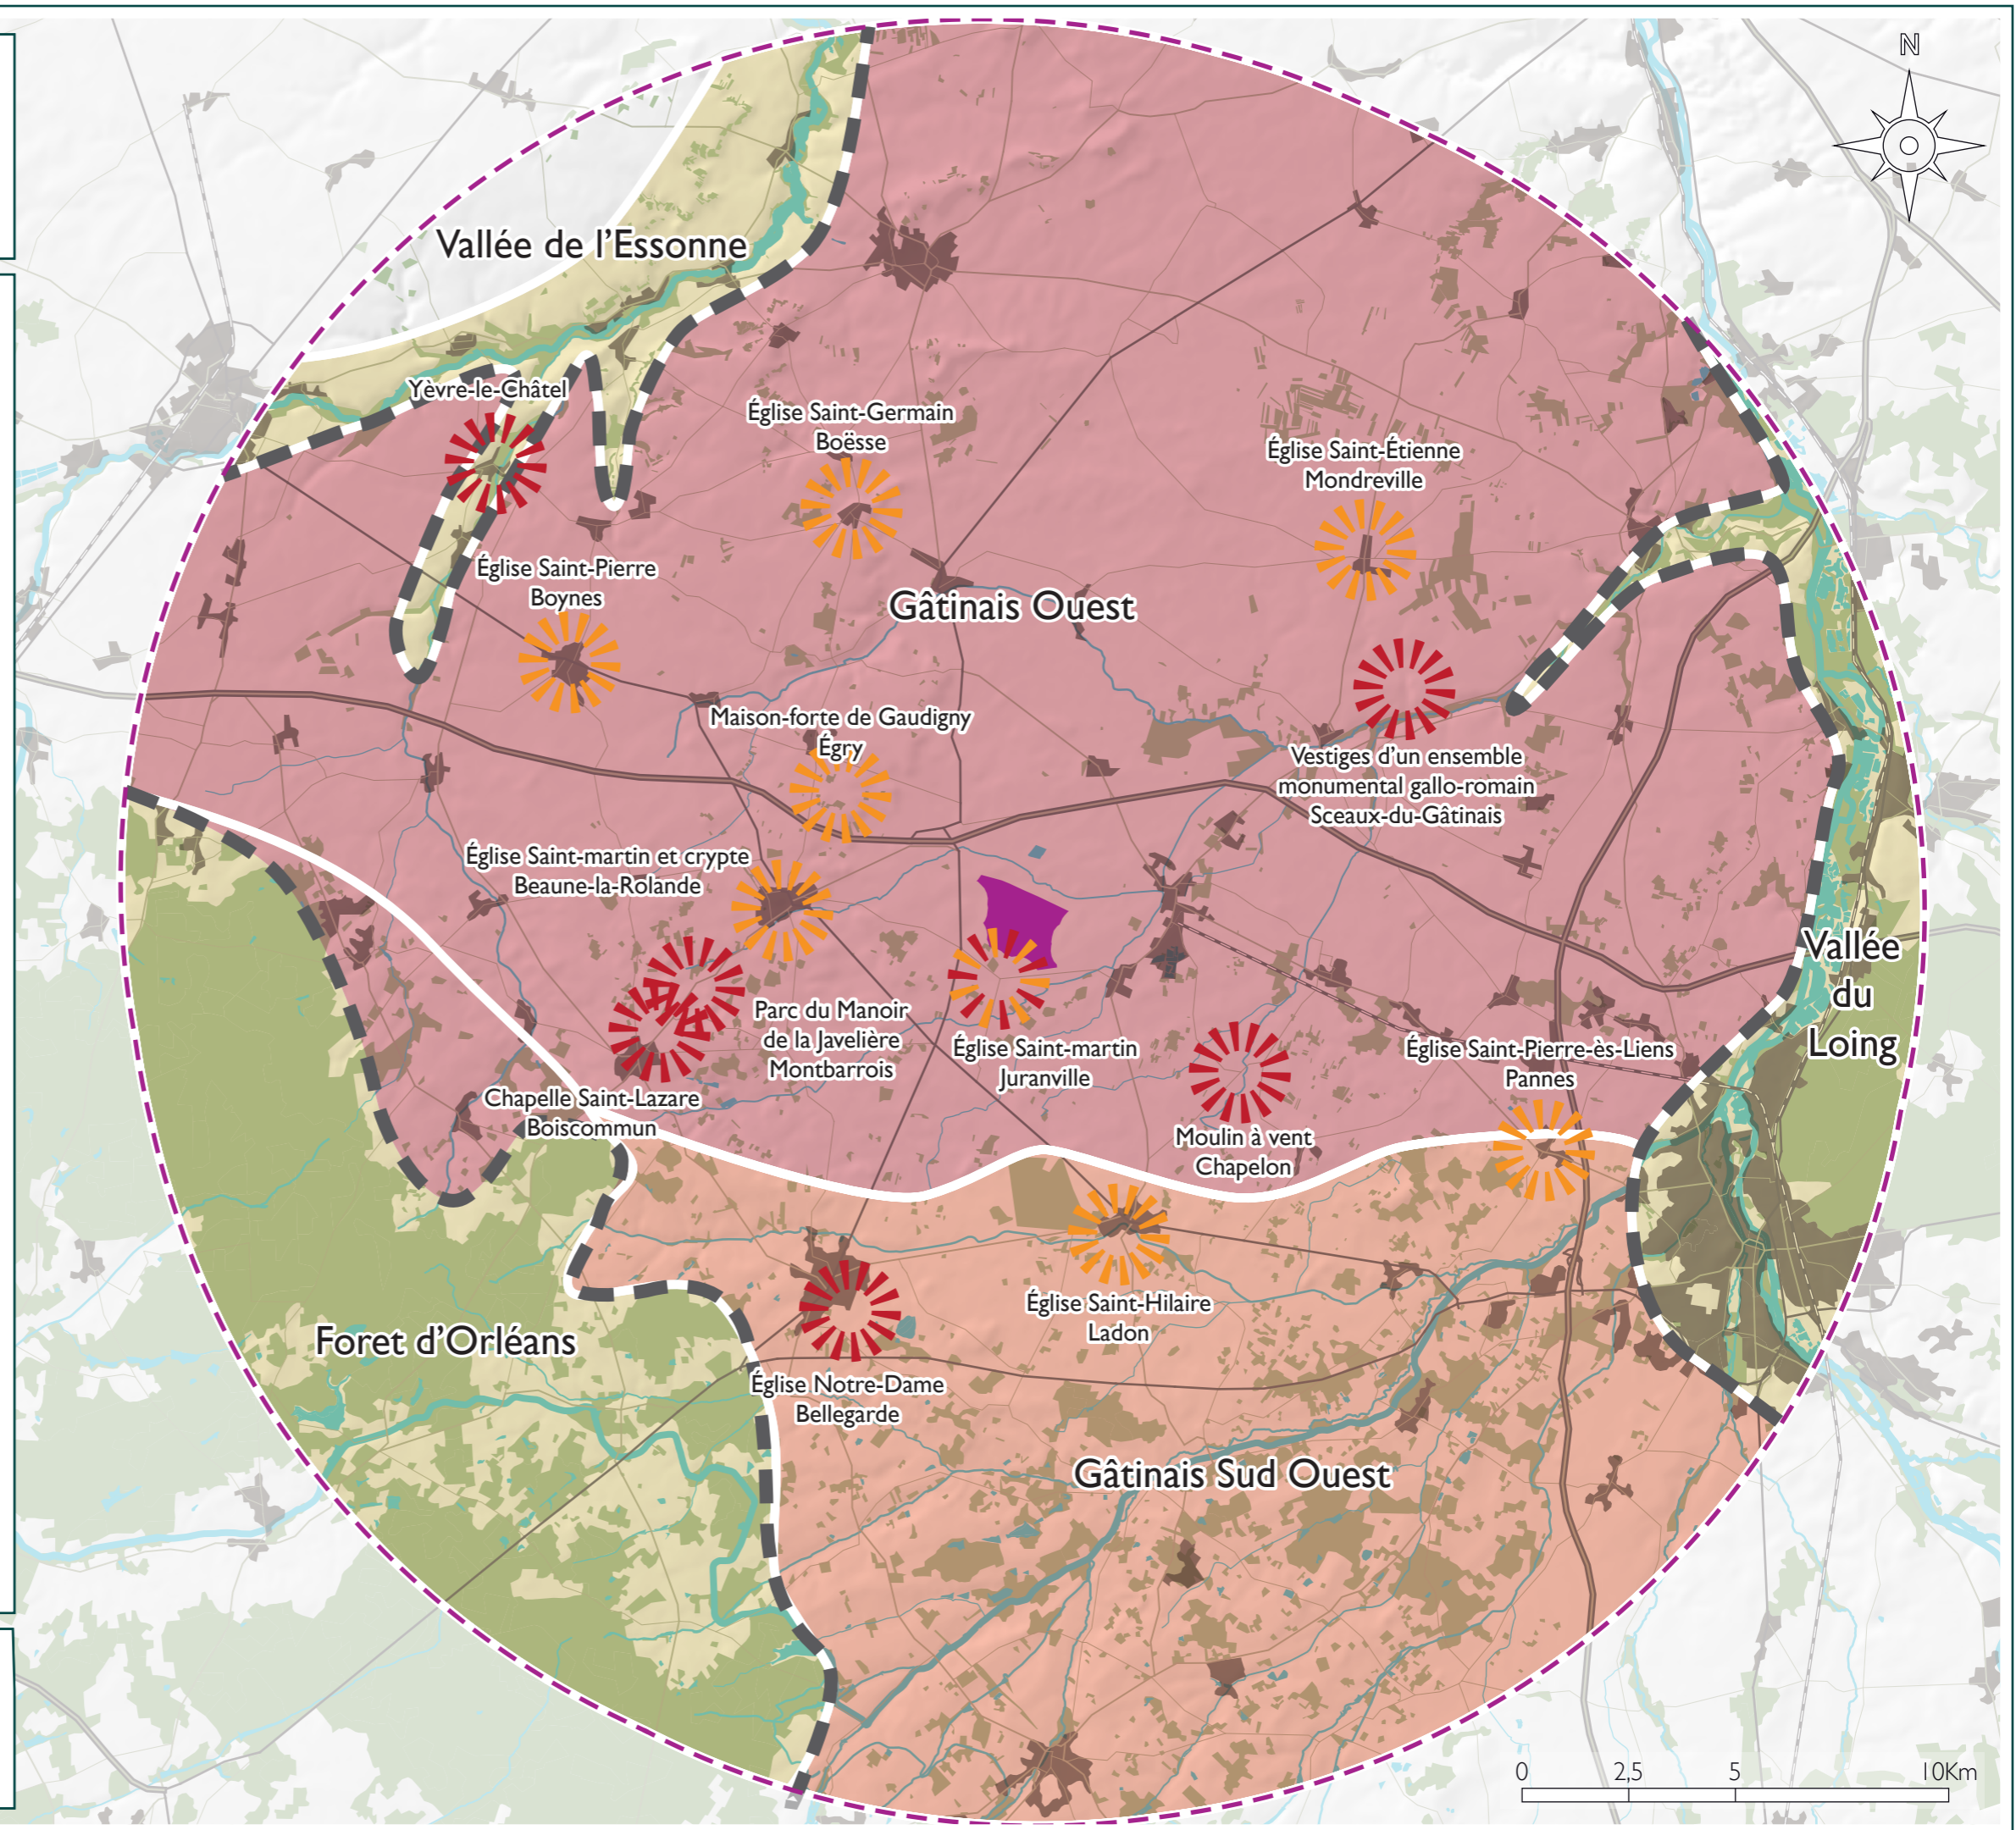 N
Vallée de l'Essonne
Yèvre-le-Châtel
Église Saint-Germain
Boësse
Église Saint-Étienne
Mondreville
Église Saint-Pierre
Boynes
Gâtinais Ouest
Maison-forte de Gaudigny
Égry
Vestiges d'un ensemble
monumental gallo-romain
Sceaux-du-Gâtinais
Église Saint-martin et crypte
Beaune-la-Rolande
Vallée
du
Loing
Parc du Manoir
de la Javelière
Montbarrois
Église Saint-martin
Juranville
Église Saint-Pierre-ès-Liens
Pannes
Chapelle Saint-Lazare
Boiscommun
Moulin à vent
Chapelon
Église Saint-Hilaire
Ladon
Foret d'Orléans
Église Notre-Dame
Bellegarde
Gâtinais Sud Ouest
0 2,5 5 10Km